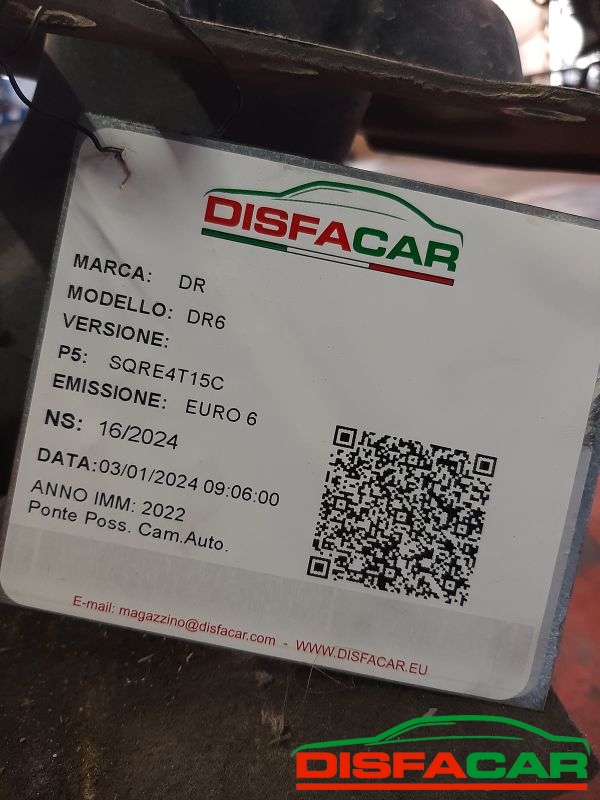 DISFACAR
MARCA: DR
MODELLO: DR6
VERSIONE:
P5: SQRE4T15C
EMISSIONE: EURO 6
NS: 16/2024
DATA:03/01/2024 09:06:00
ANNO IMM: 2022
Ponte Poss. Cam.Auto.
E-mail: magazzino@disfacar.com - WWW.DISFACAR.EU
DISFACAR